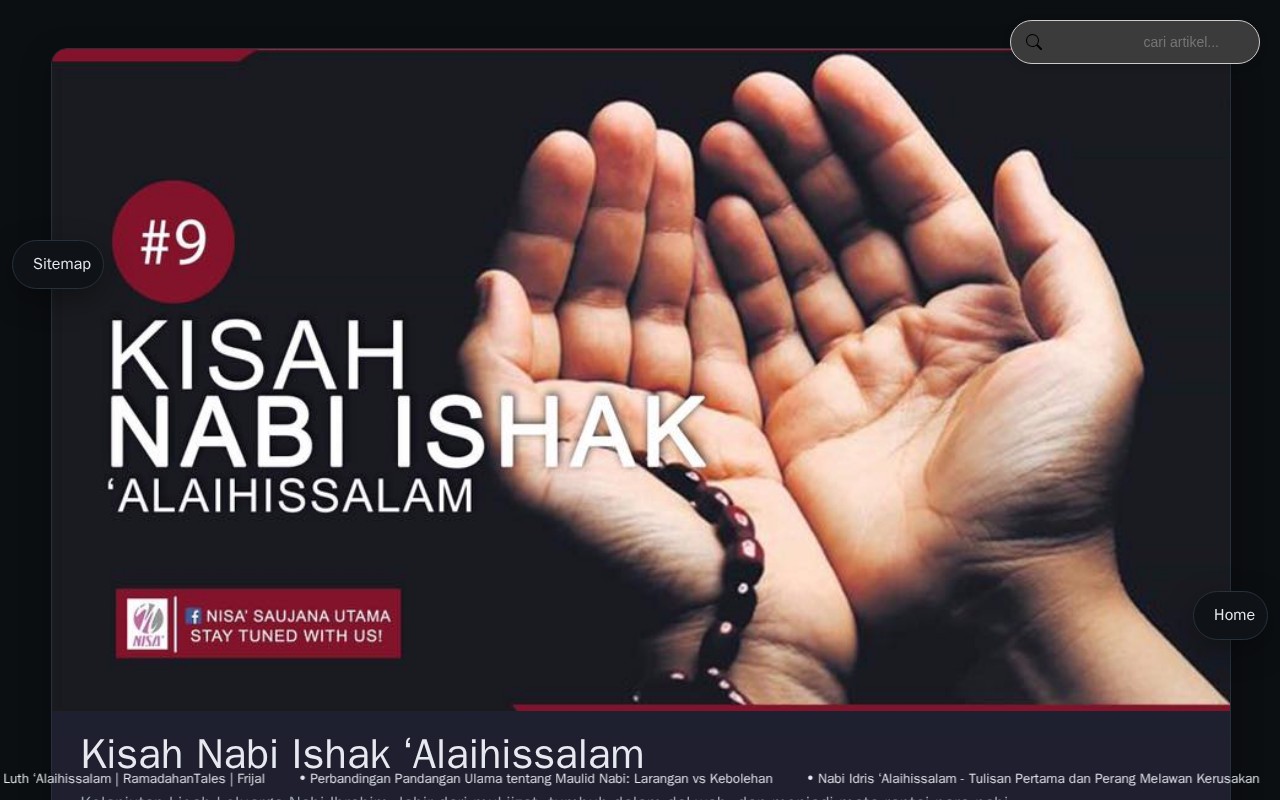 cari artikel...
#9
Sitemap
KISAH
NABI ISHAK
‘ALAIHISSALAM
NISA’
NISA’ SAUJANA UTAMA
STAY TUNED WITH US!
Home
Kisah Nabi Ishak ‘Alaihissalam
Luth ‘Alaihissalam | RamadahanTales | Frijal • Perbandingan Pandangan Ulama tentang Maulid Nabi: Larangan vs Kebolehan • Nabi Idris ‘Alaihissalam - Tulisan Pertama dan Perang Melawan Kerusakan